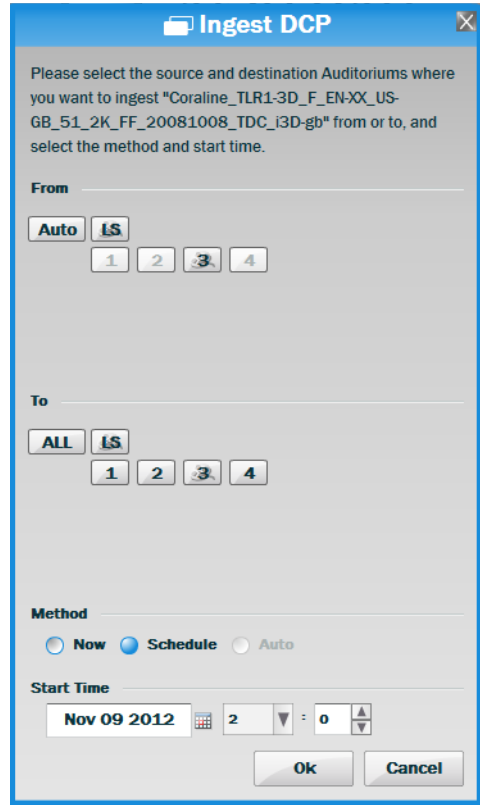 Ingest DCP
Please select the source and destination Auditoriums where
you want to ingest "Coraline_TLR1-3D_F_EN-XX_US-
GB_51_2K_FF_20081008_TDC_i3D-gb" from or to, and
select the method and start time.
From
Auto LS
1 2 3 4
To
ALL LS
1 2 3 4
Method
Now Schedule Auto
Start Time
Nov 09 2012 2 : 0
Ok Cancel